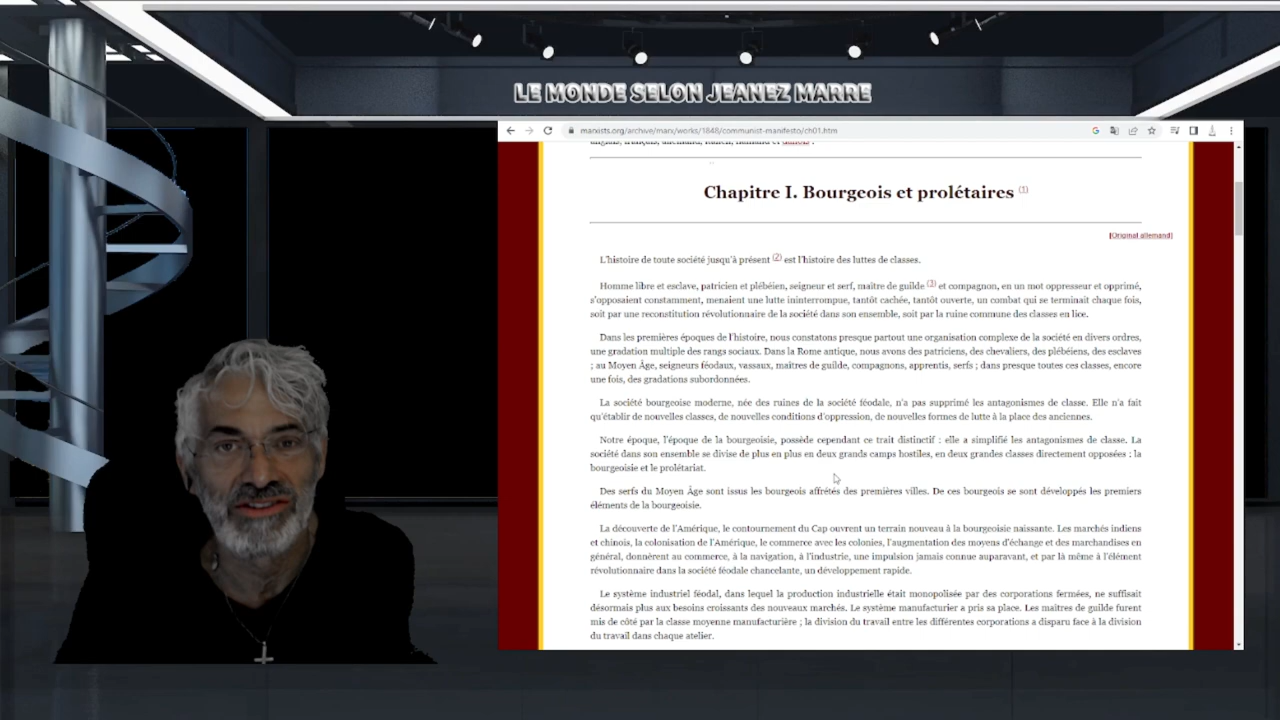 LE MONDE SELON JEANEZ MARRE
marxists.org/archive/marx/works/1848/communist-manifesto/ch01.htm
anglais, français, allemand, italien, flamand et danois .
Chapitre I. Bourgeois et prolétaires (1)
[Original allemand]
L'histoire de toute société jusqu'à présent (2) est l'histoire des luttes de classes.
Homme libre et esclave, patricien et plébéien, seigneur et serf, maître de guilde (3) et compagnon, en un mot oppresseur et opprimé,
s'opposaient constamment, menaient une lutte ininterrompue, tantôt cachée, tantôt ouverte, un combat qui se terminait chaque fois,
soit par une reconstitution révolutionnaire de la société dans son ensemble, soit par la ruine commune des classes en lice.
Dans les premières époques de l'histoire, nous constatons presque partout une organisation complexe de la société en divers ordres,
une gradation multiple des rangs sociaux. Dans la Rome antique, nous avons des patriciens, des chevaliers, des plébéiens, des esclaves
; au Moyen Âge, seigneurs féodaux, vassaux, maîtres de guilde, compagnons, apprentis, serfs ; dans presque toutes ces classes, encore
une fois, des gradations subordonnées.
La société bourgeoise moderne, née des ruines de la société féodale, n'a pas supprimé les antagonismes de classe. Elle n'a fait
qu'établir de nouvelles classes, de nouvelles conditions d'oppression, de nouvelles formes de lutte à la place des anciennes.
Notre époque, l'époque de la bourgeoisie, possède cependant ce trait distinctif : elle a simplifié les antagonismes de classe. La
société dans son ensemble se divise de plus en plus en deux grands camps hostiles, en deux grandes classes directement opposées : la
bourgeoisie et le prolétariat.
Des serfs du Moyen Âge sont issus les bourgeois affrétés des premières villes. De ces bourgeois se sont développés les premiers
éléments de la bourgeoisie.
La découverte de l'Amérique, le contournement du Cap ouvrent un terrain nouveau à la bourgeoisie naissante. Les marchés indiens
et chinois, la colonisation de l'Amérique, le commerce avec les colonies, l'augmentation des moyens d'échange et des marchandises en
général, donnèrent au commerce, à la navigation, à l'industrie, une impulsion jamais connue auparavant, et par là même à l'élément
révolutionnaire dans la société féodale chancelante, un développement rapide.
Le système industriel féodal, dans lequel la production industrielle était monopolisée par des corporations fermées, ne suffisait
désormais plus aux besoins croissants des nouveaux marchés. Le système manufacturier a pris sa place. Les maîtres de guilde furent
mis de côté par la classe moyenne manufacturière ; la division du travail entre les différentes corporations a disparu face à la division
du travail dans chaque atelier.